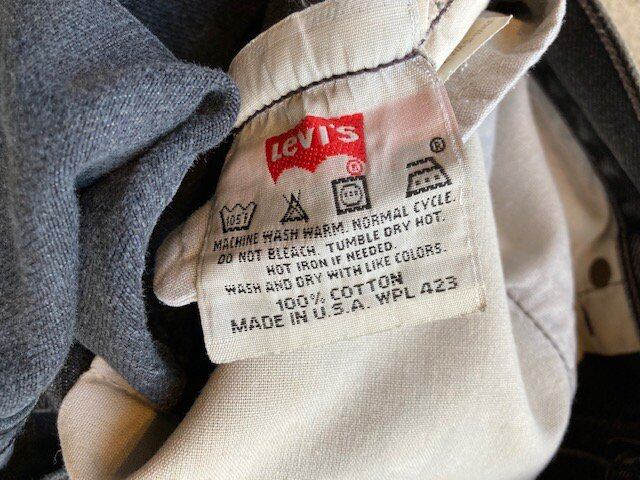 Levi's
®
®
105°
MACHINE WASH WARM. NORMAL CYCLE.
DO NOT BLEACH. TUMBLE DRY HOT.
HOT IRON IF NEEDED.
WASH AND DRY WITH LIKE COLORS.
100% COTTON
MADE IN U.S.A. WPL 423